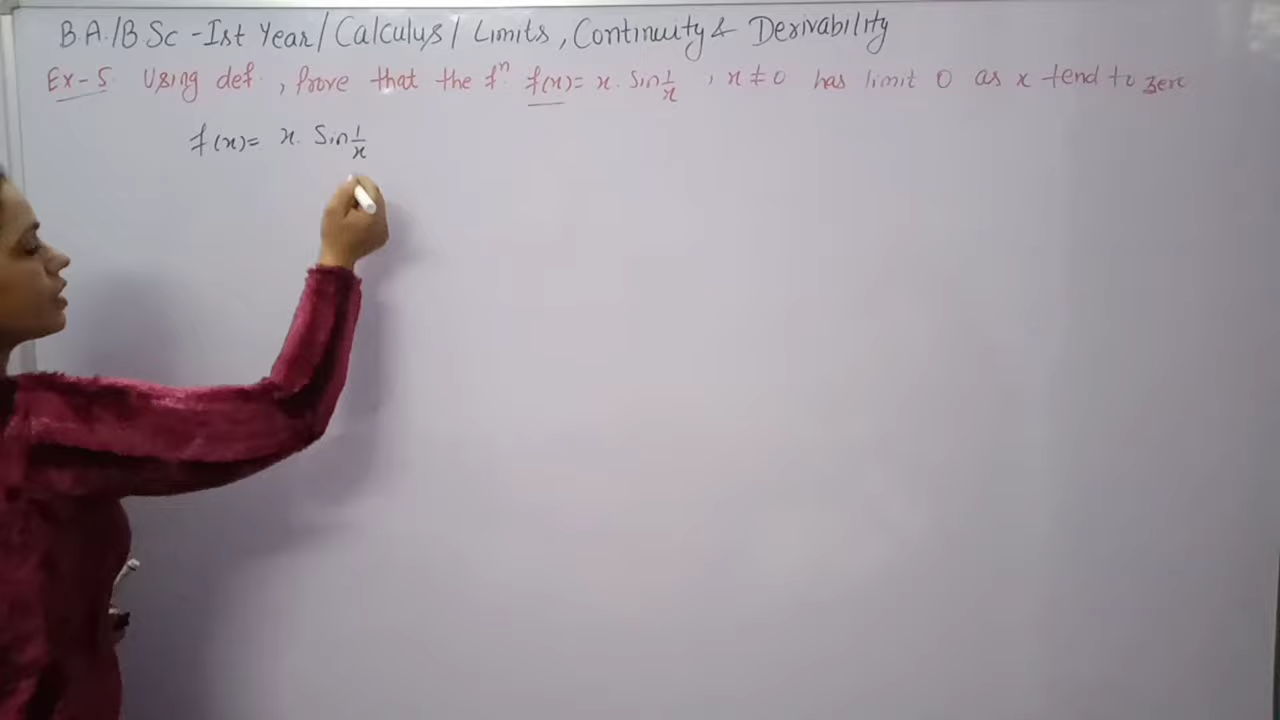 B.A./B Sc - Ist Year / Calculus / Limits, Continuity & Derivability
Ex-5. Using def., Prove that the fⁿ f(x) = x. Sin 1/x, x ≠ 0 has limit 0 as x tend to zero
f(x) = x. Sin 1/x